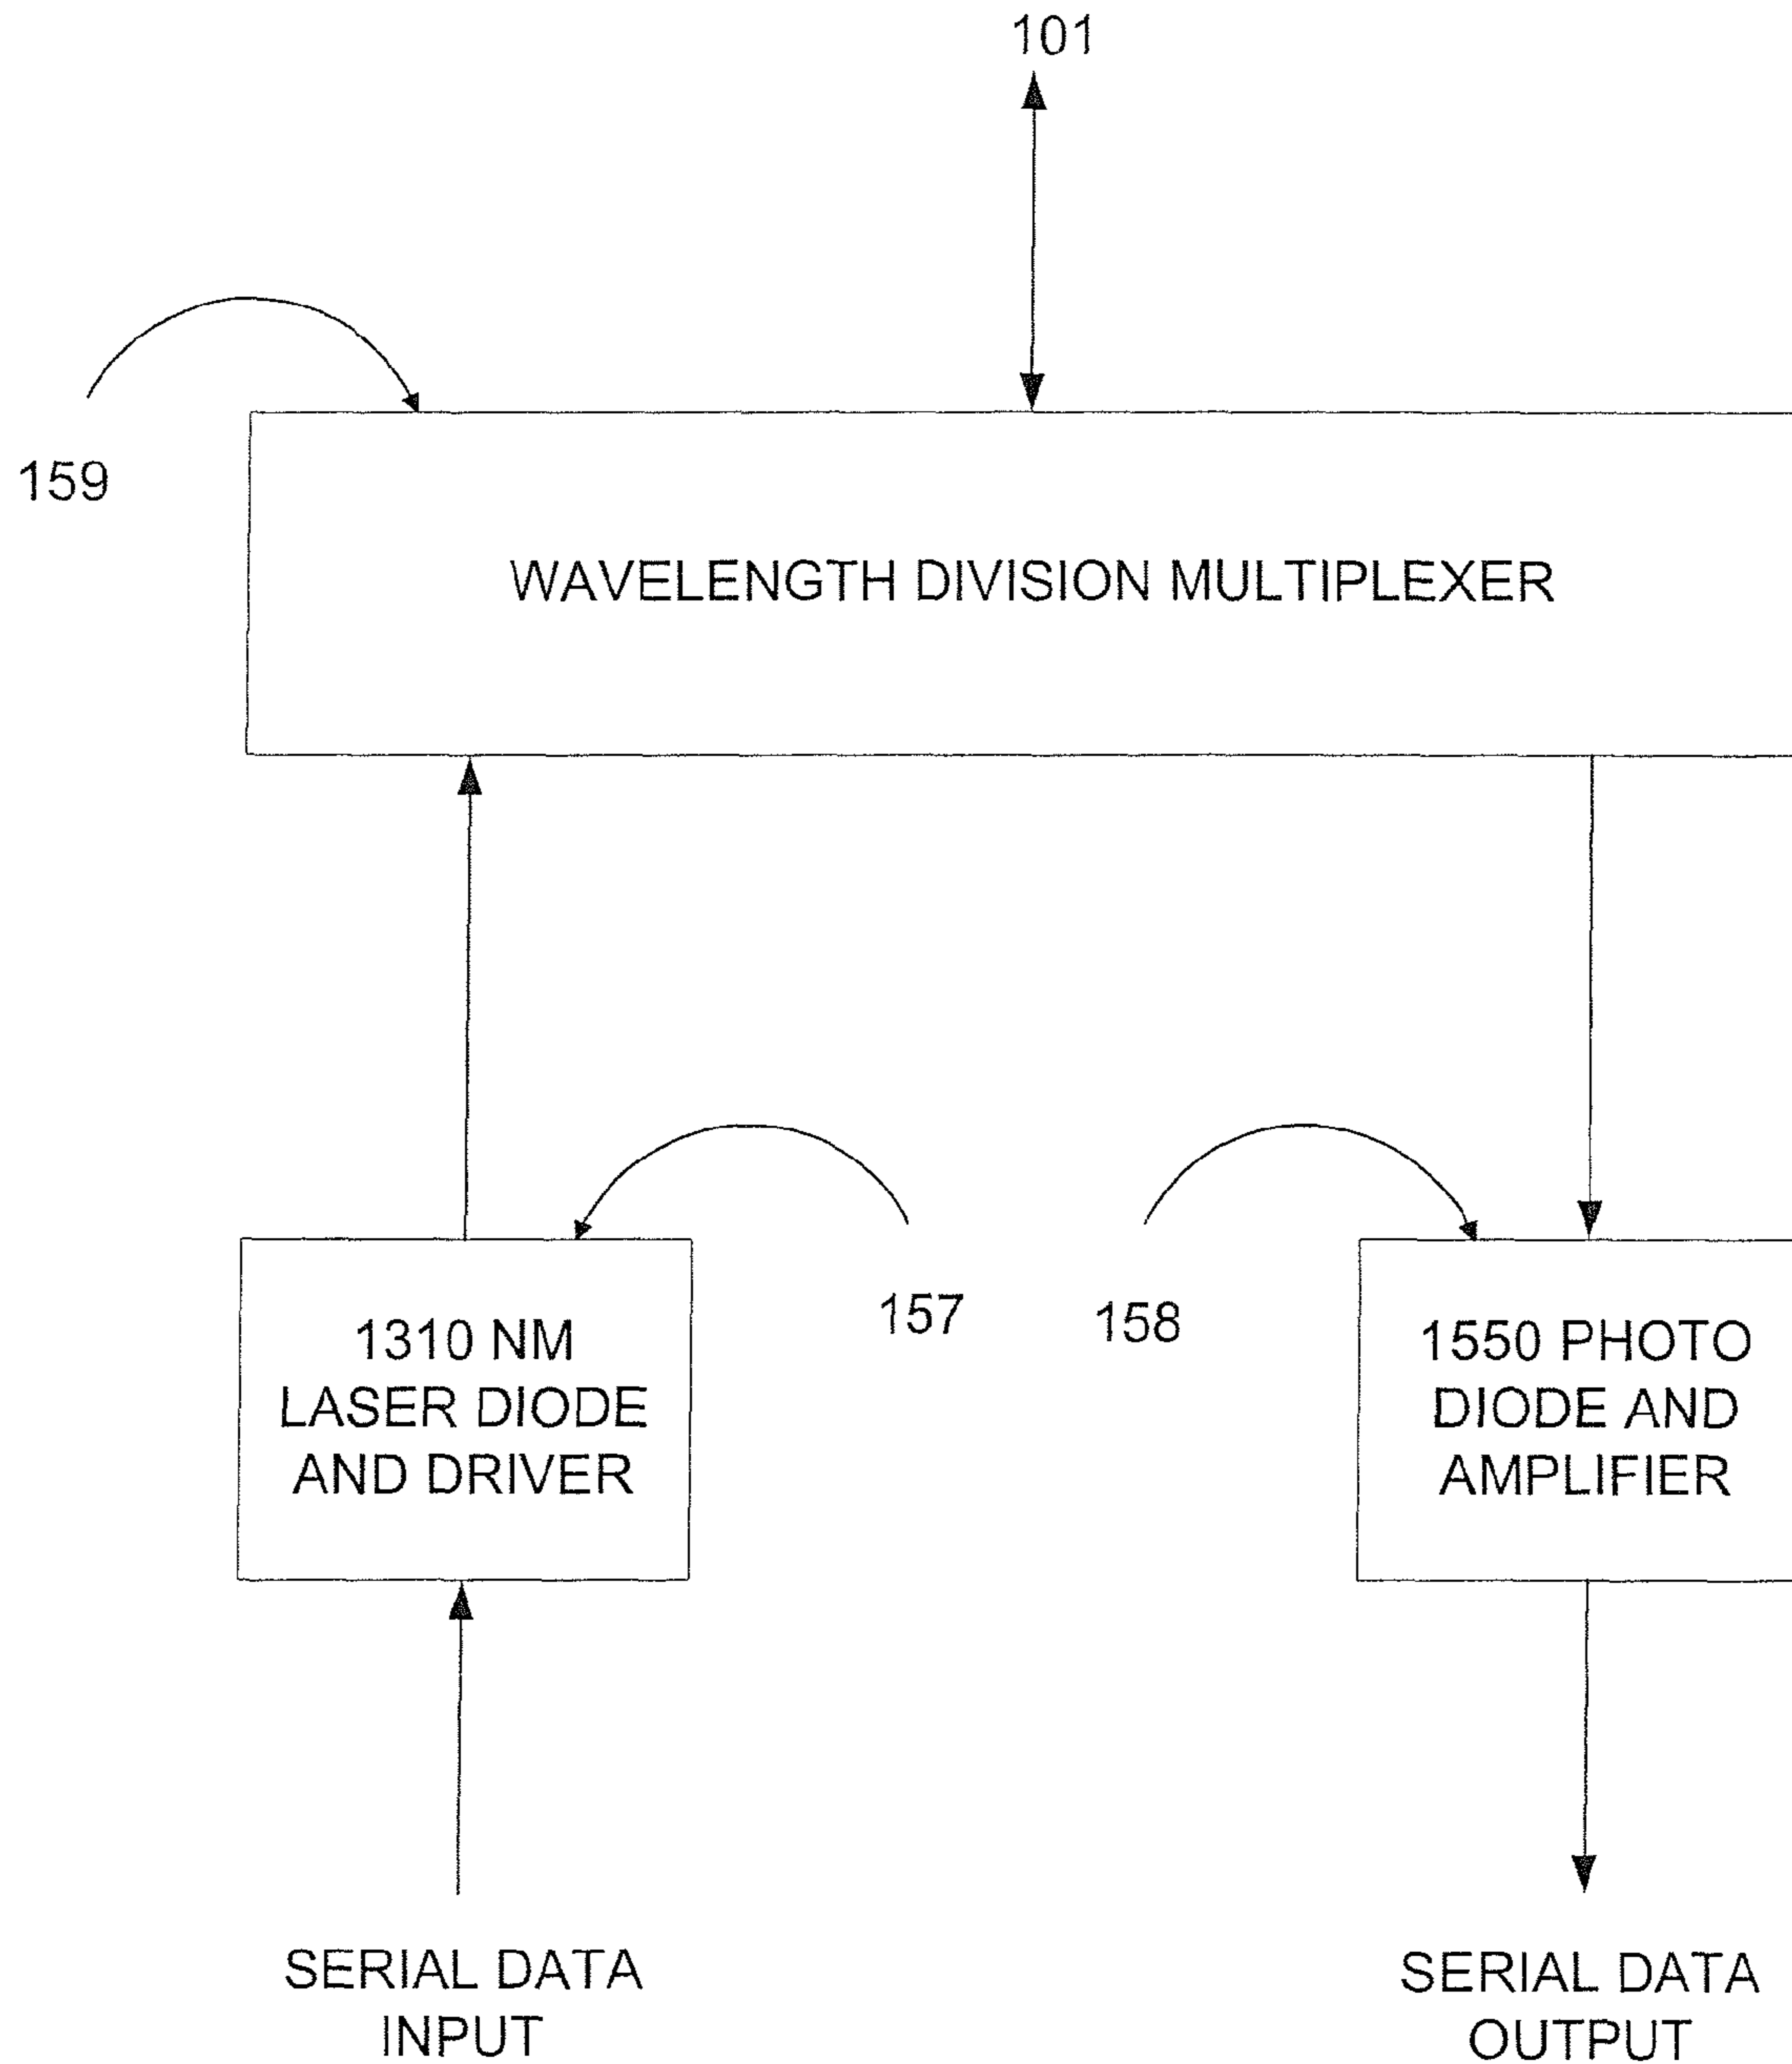 101
159
WAVELENGTH DIVISION MULTIPLEXER
157
158
1310 NM
LASER DIODE
AND DRIVER
1550 PHOTO
DIODE AND
AMPLIFIER
SERIAL DATA
INPUT
SERIAL DATA
OUTPUT